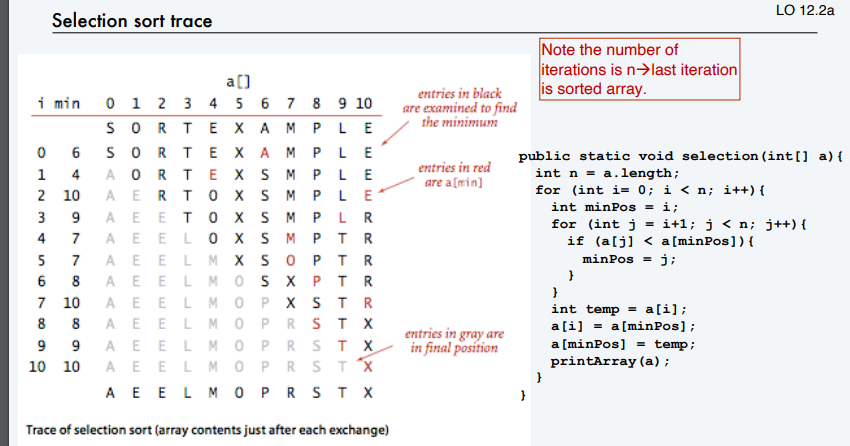 LO 12.2a
Selection sort trace
Note the number of
iterations is n→last iteration
is sorted array.
a[]
i min 0 1 2 3 4 5 6 7 8 9 10
S O R T E X A M P L E
0 6 S O R T E X A M P L E
1 4 A O R T E X S M P L E
2 10 A E R T O X S M P L E
3 9 A E E T O X S M P L R
4 7 A E E L O X S M P T R
5 7 A E E L M X S O P T R
6 8 A E E L M O S X P T R
7 10 A E E L M O P X S T R
8 8 A E E L M O P R S T X
9 9 A E E L M O P R S T X
10 10 A E E L M O P R S T X
A E E L M O P R S T X
entries in black
are examined to find
the minimum
entries in red
are a[min]
entries in gray are
in final position
Trace of selection sort (array contents just after each exchange)
public static void selection(int[] a){
int n = a.length;
for (int i= 0; i < n; i++){
int minPos = i;
for (int j = i+1; j < n; j++){
if (a[j] < a[minPos]){
minPos = j;
}
}
int temp = a[i];
a[i] = a[minPos];
a[minPos] = temp;
printArray(a);
}
}